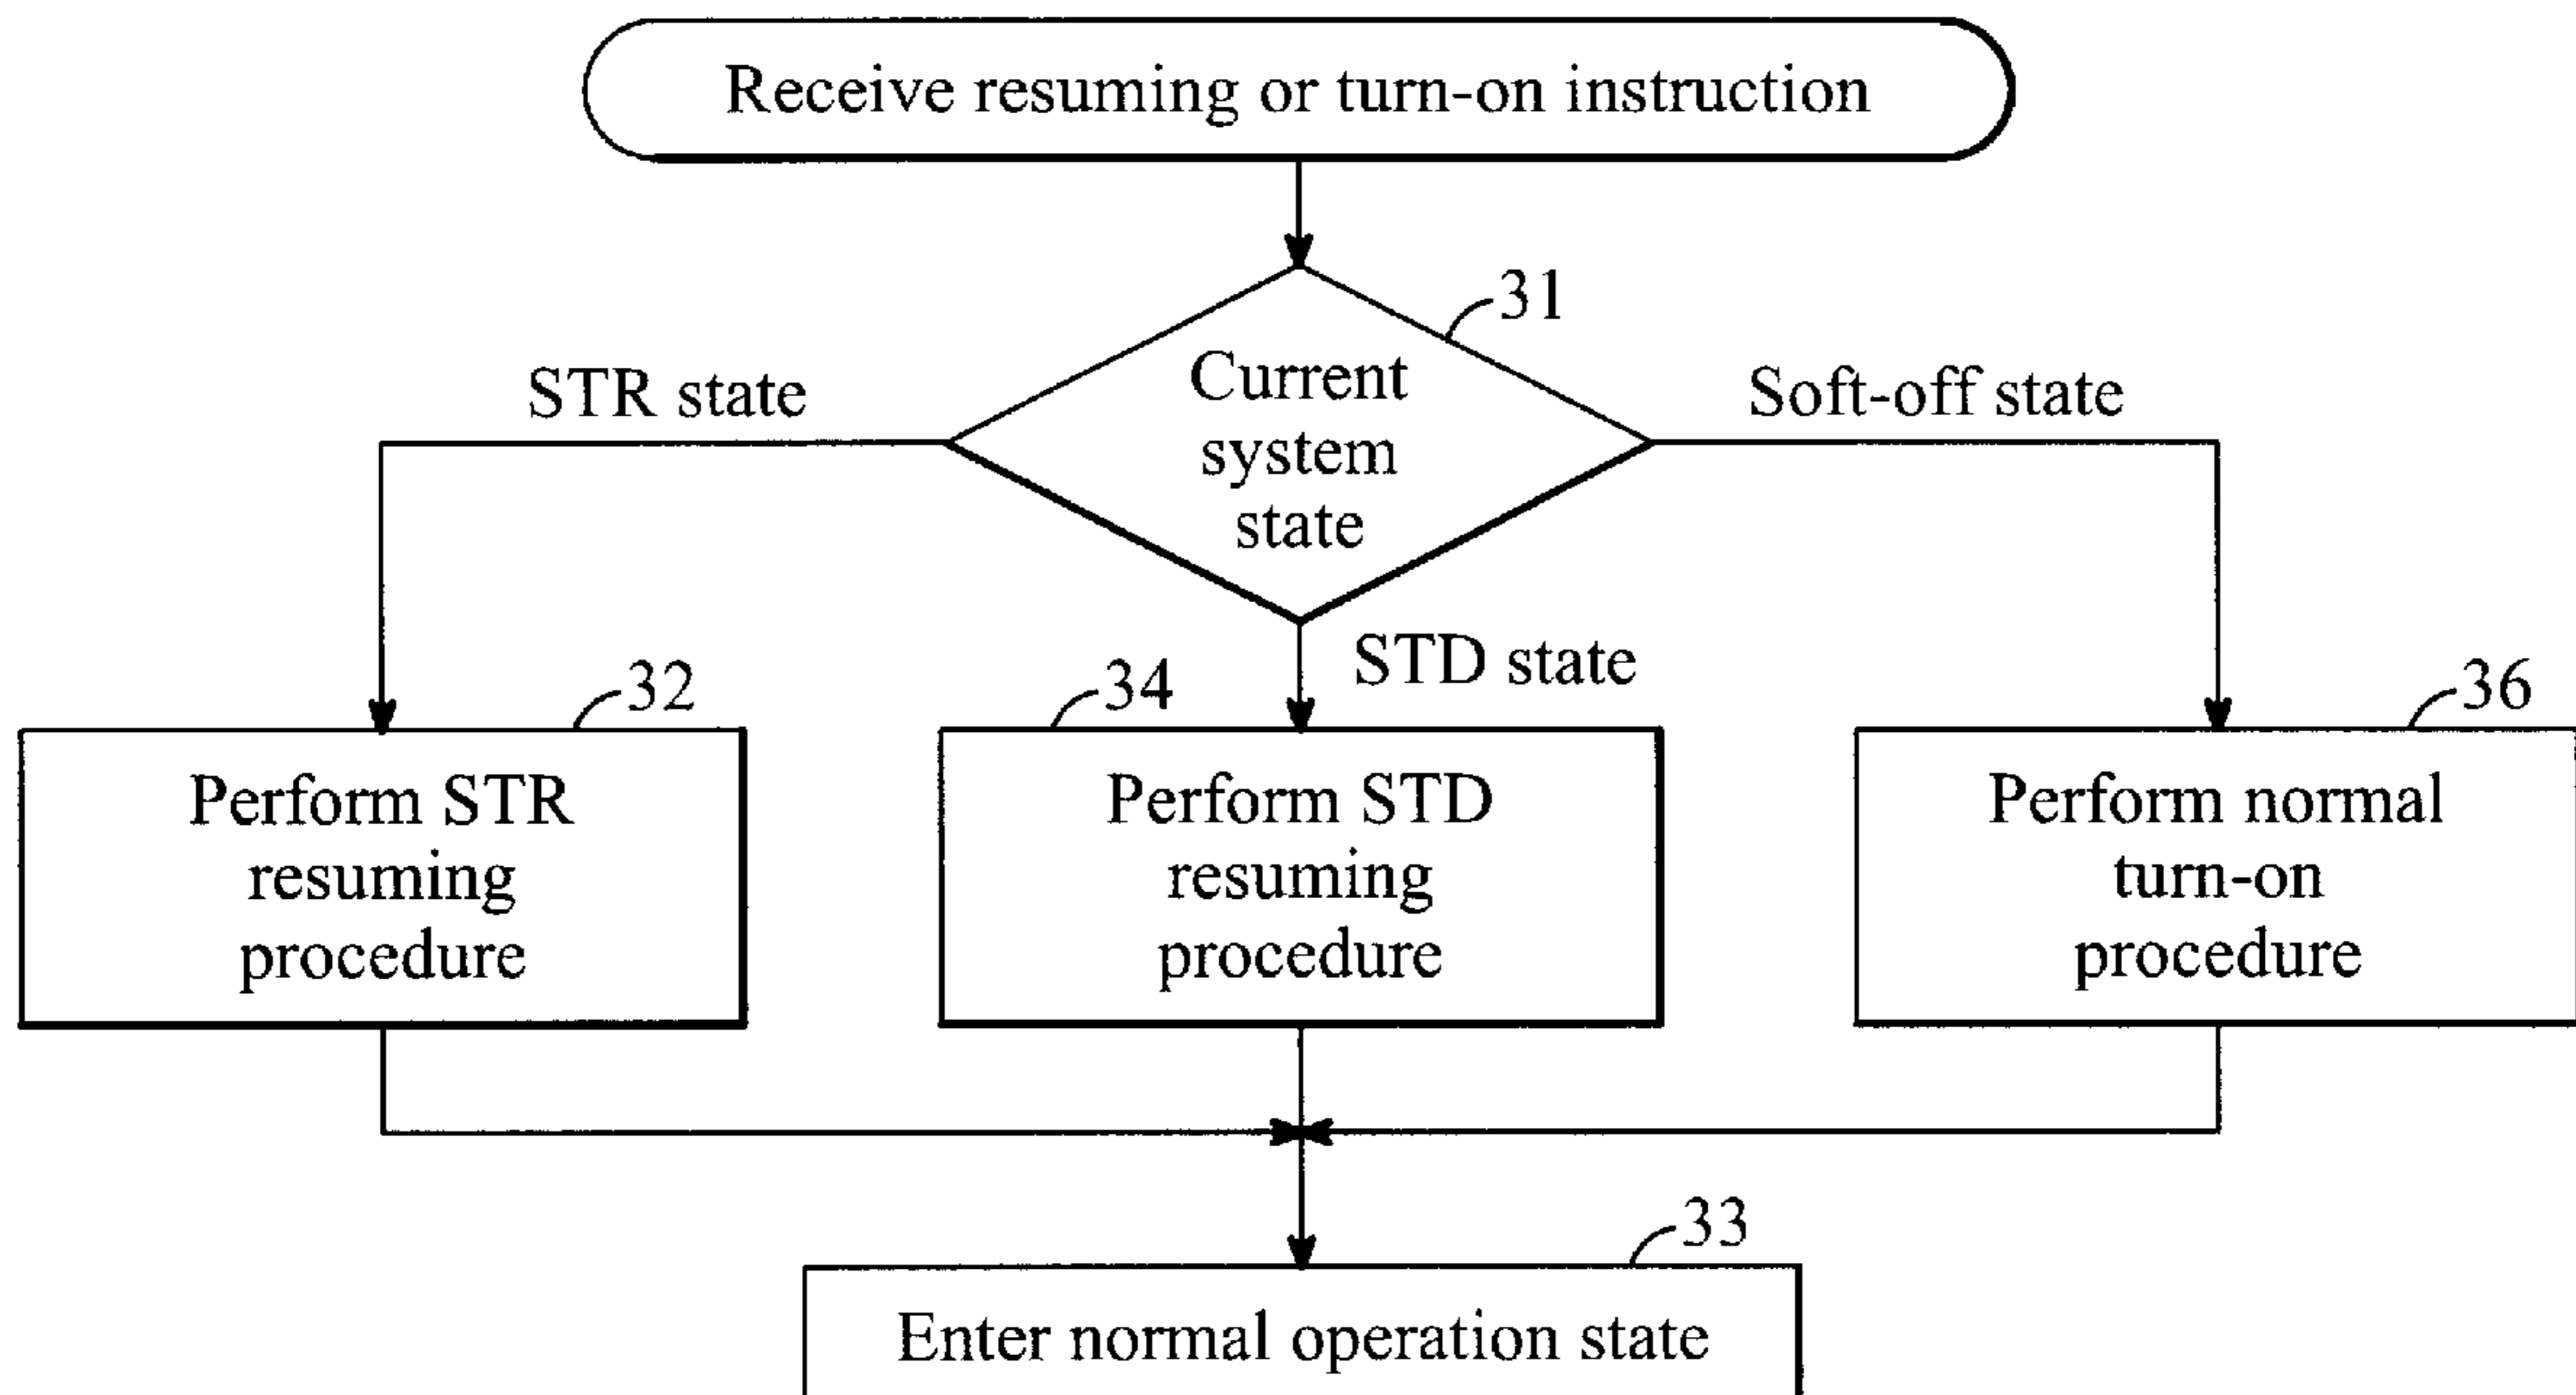 Receive resuming or turn-on instruction
31
Current
system
state
STR state
Soft-off state
STD state
32
34
36
Perform STR
resuming
procedure
Perform STD
resuming
procedure
Perform normal
turn-on
procedure
33
Enter normal operation state